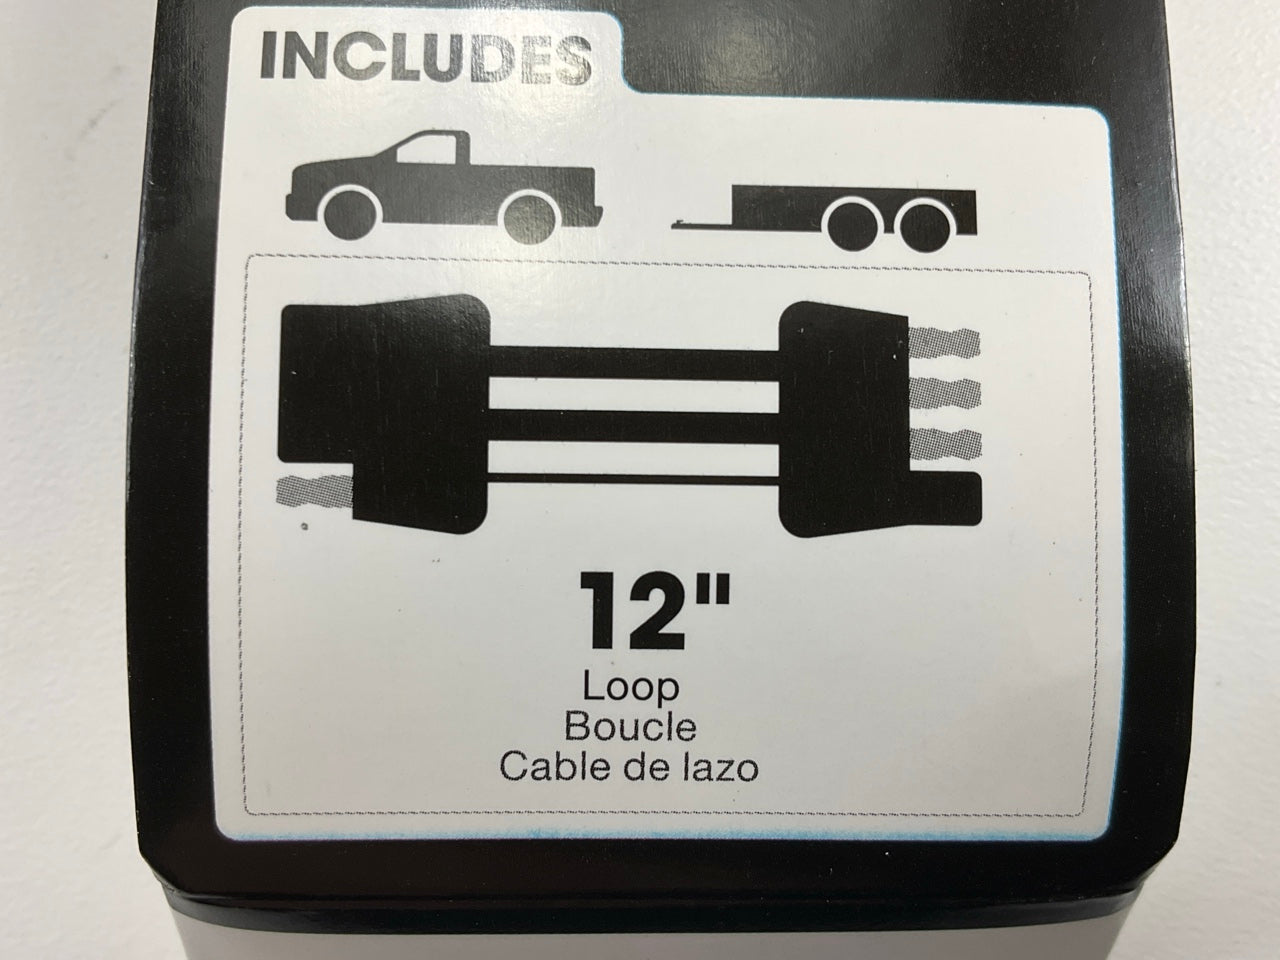 INCLUDES
12"
Loop
Boucle
Cable de lazo